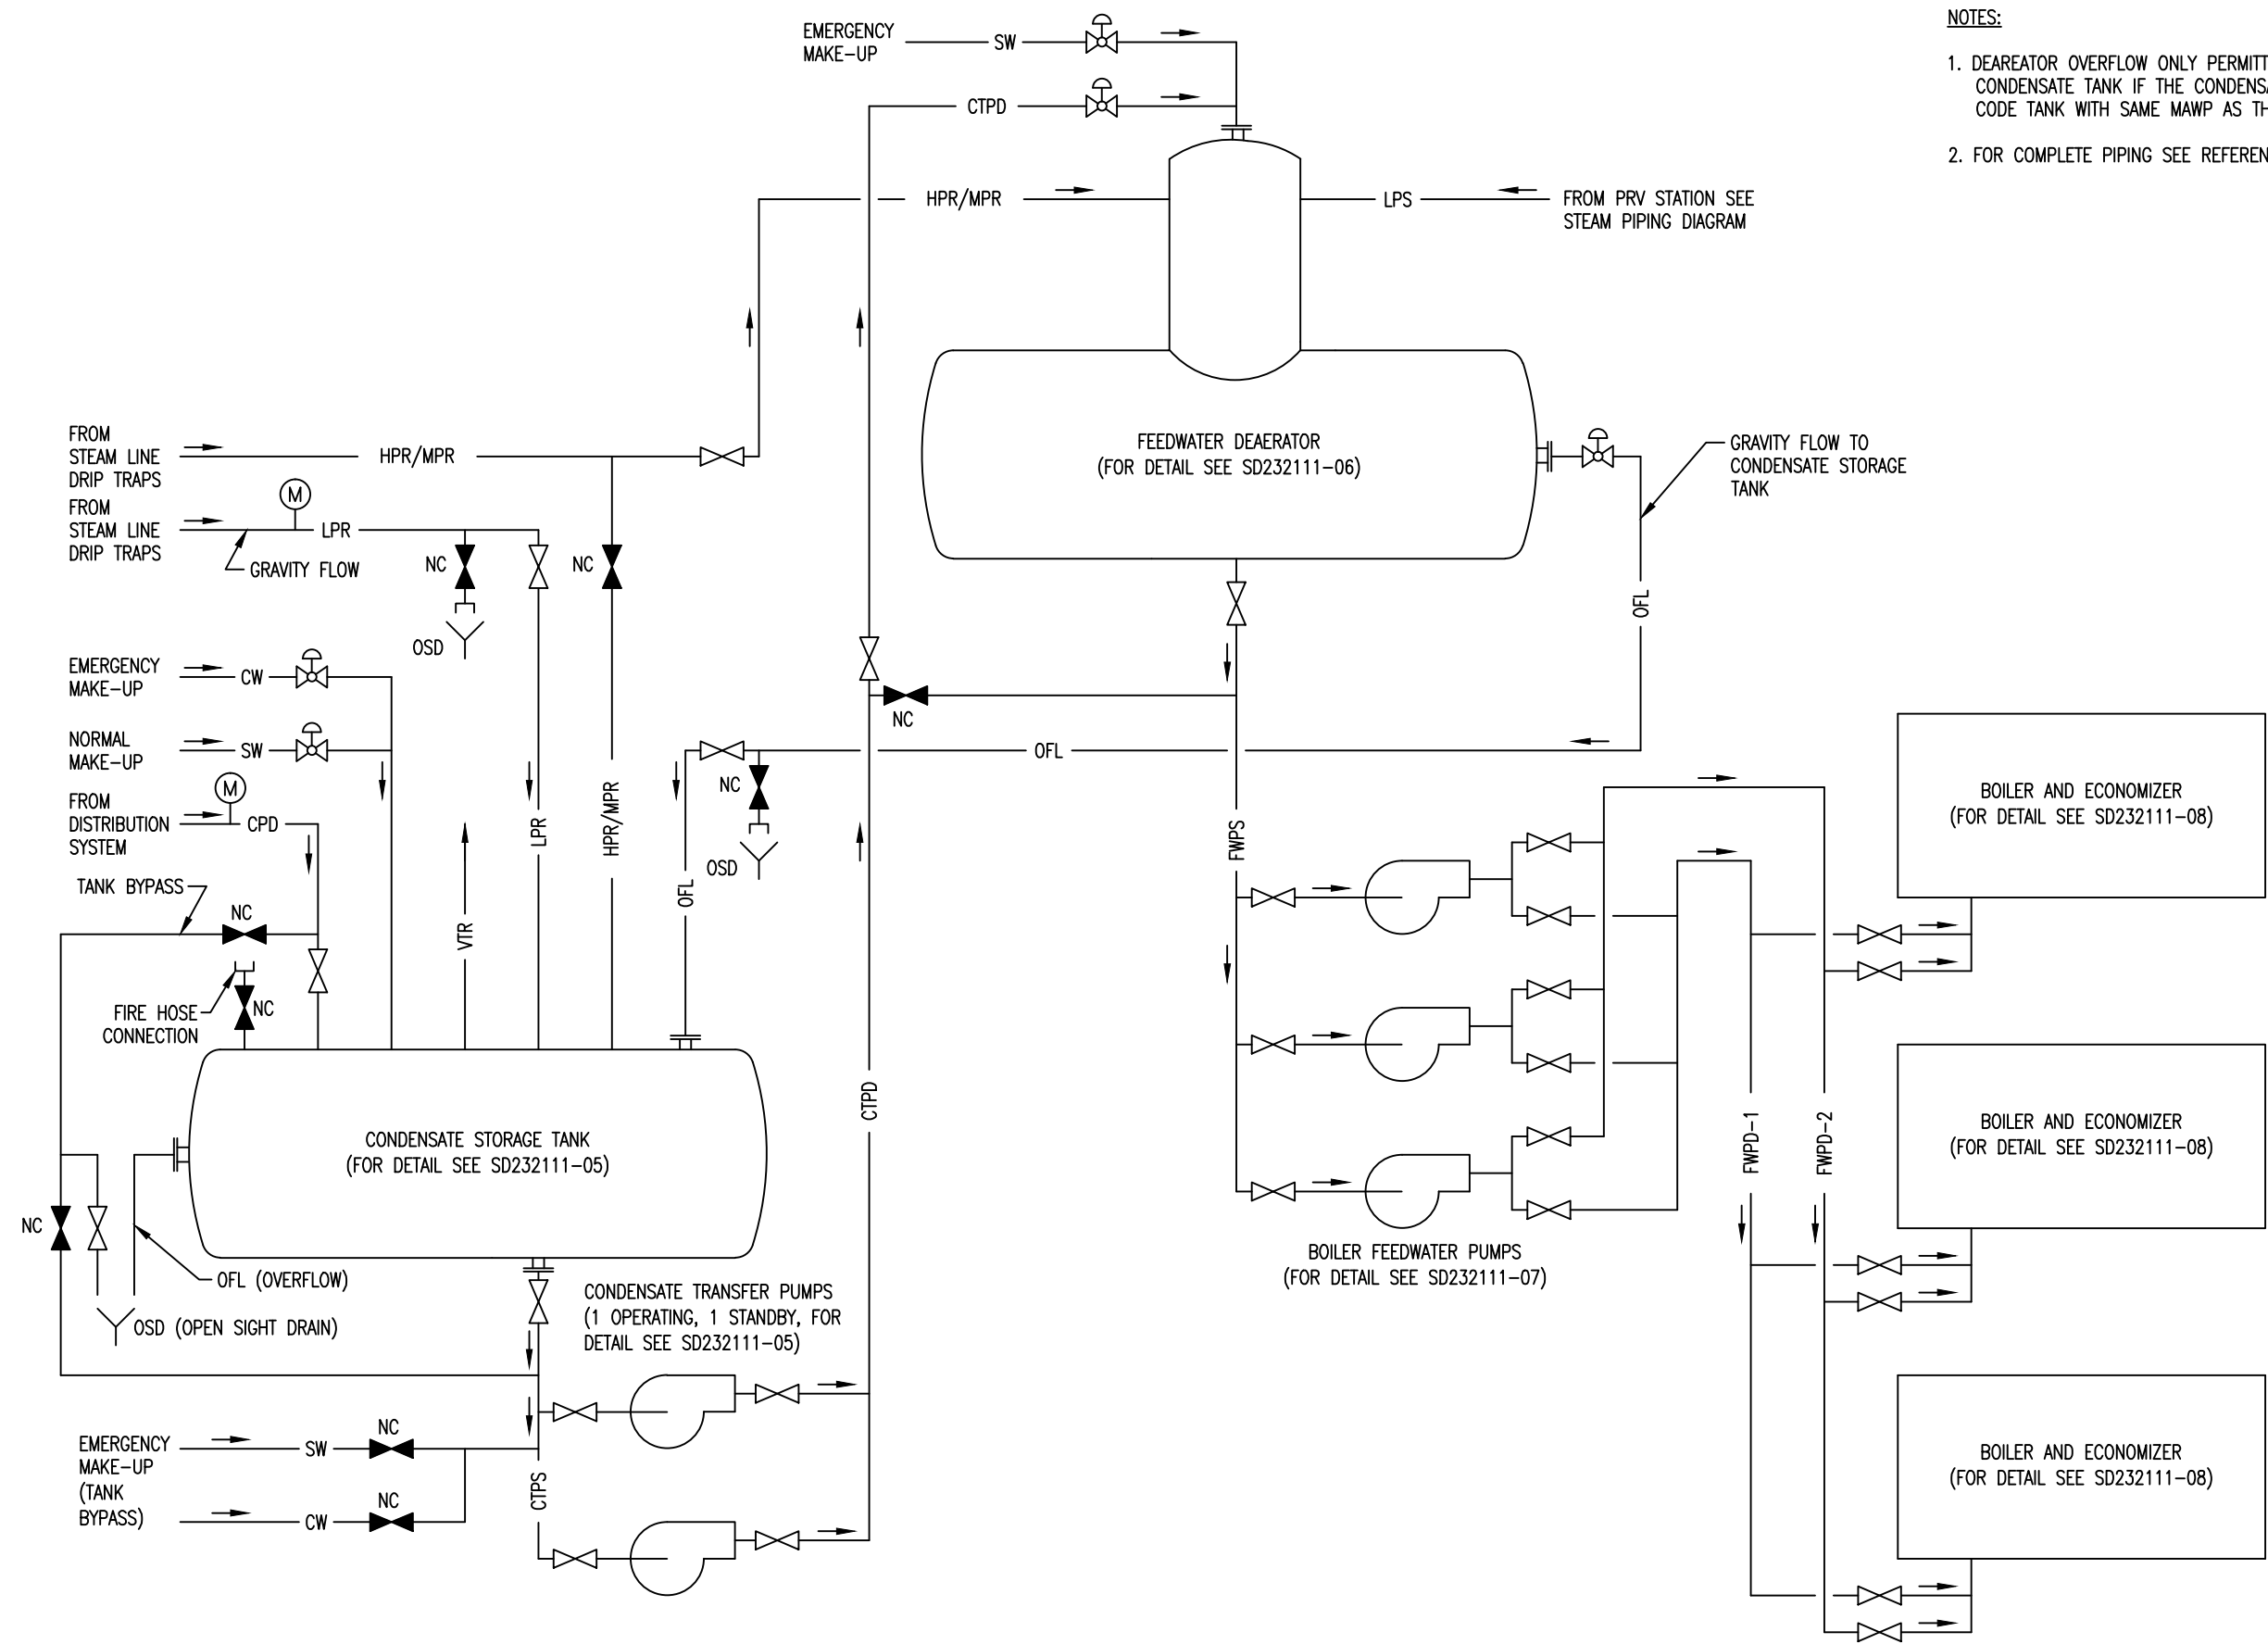 EMERGENCY
MAKE-UP
SW
CTPD
NOTES:
1. DEAREATOR OVERFLOW ONLY
CONDENSATE TANK IF THE
CODE TANK WITH SAME MAWP AS
2. FOR COMPLETE PIPING SEE
HPR/MPR
LPS
FROM PRV STATION SEE
STEAM PIPING DIAGRAM
FROM
STEAM LINE
DRIP TRAPS
HPR/MPR
FEEDWATER DEAERATOR
(FOR DETAIL SEE SD232111-06)
GRAVITY FLOW TO
CONDENSATE STORAGE
TANK
FROM
STEAM LINE
DRIP TRAPS
M
LPR
GRAVITY FLOW
NC
NC
OSD
OFL
EMERGENCY
MAKE-UP
CW
NC
NORMAL
MAKE-UP
SW
OFL
NC
OSD
FROM
DISTRIBUTION
SYSTEM
M
CPD
LPR
HPR/MPR
OFL
VTR
FWPS
TANK BYPASS
NC
FIRE HOSE
CONNECTION
NC
BOILER AND ECONOMIZER
(FOR DETAIL SEE SD232111-08)
CONDENSATE STORAGE TANK
(FOR DETAIL SEE SD232111-05)
CTPD
FWPD-1
FWPD-2
BOILER AND ECONOMIZER
(FOR DETAIL SEE SD232111-08)
NC
OFL (OVERFLOW)
OSD (OPEN SIGHT DRAIN)
CONDENSATE TRANSFER PUMPS
(1 OPERATING, 1 STANDBY, FOR
DETAIL SEE SD232111-05)
BOILER FEEDWATER PUMPS
(FOR DETAIL SEE SD232111-07)
EMERGENCY
MAKE-UP
(TANK
BYPASS)
SW
NC
CW
NC
CTPS
BOILER AND ECONOMIZER
(FOR DETAIL SEE SD232111-08)